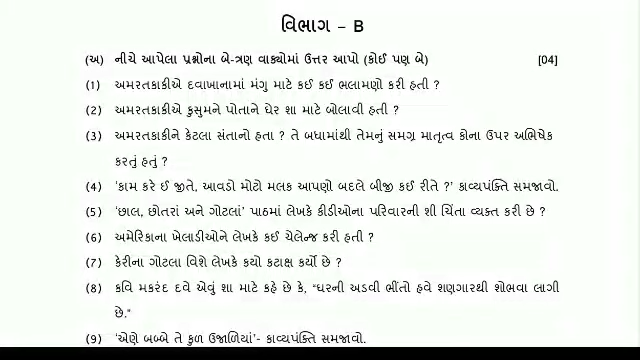 વિભાગ – B
(અ) નીચે આપેલા પ્રશ્નોના બે-ત્રણ વાક્યોમાં ઉત્તર આપો (કોઈ પણ બે) [04]
(1) અમરતકાકીએ દવાખાનામાં મંગુ માટે કઈ કઈ ભલામણો કરી હતી ?
(2) અમરતકાકીએ કુસુમને પોતાને ઘેર શા માટે બોલાવી હતી ?
(3) અમરતકાકીને કેટલા સંતાનો હતા ? તે બધામાંથી તેમનું સમગ્ર માતૃત્વ કોના ઉપર અભિષેક
કરતું હતું ?
(4) 'કામ કરે ઈ જીતે, આવડો મોટો મલક આપણો બદલે બીજી કઈ રીતે ?' કાવ્યપંક્તિ સમજાવો.
(5) 'છાલ, છોતરાં અને ગોટલાં' પાઠમાં લેખકે કીડીઓના પરિવારની શી ચિંતા વ્યક્ત કરી છે ?
(6) અમેરિકાના ખેલાડીઓને લેખકે કઈ ચેલેન્જ કરી હતી ?
(7) કેરીના ગોટલા વિશે લેખકે કયો કટાક્ષ કર્યો છે ?
(8) કવિ મકરંદ દવે એવું શા માટે કહે છે કે, "ઘરની અડવી ભીંતો હવે શણગારથી શોભવા લાગી
છે."
(9) 'એણે બબ્બે તે કુળ ઉજાળિયાં'- કાવ્યપંક્તિ સમજાવો.